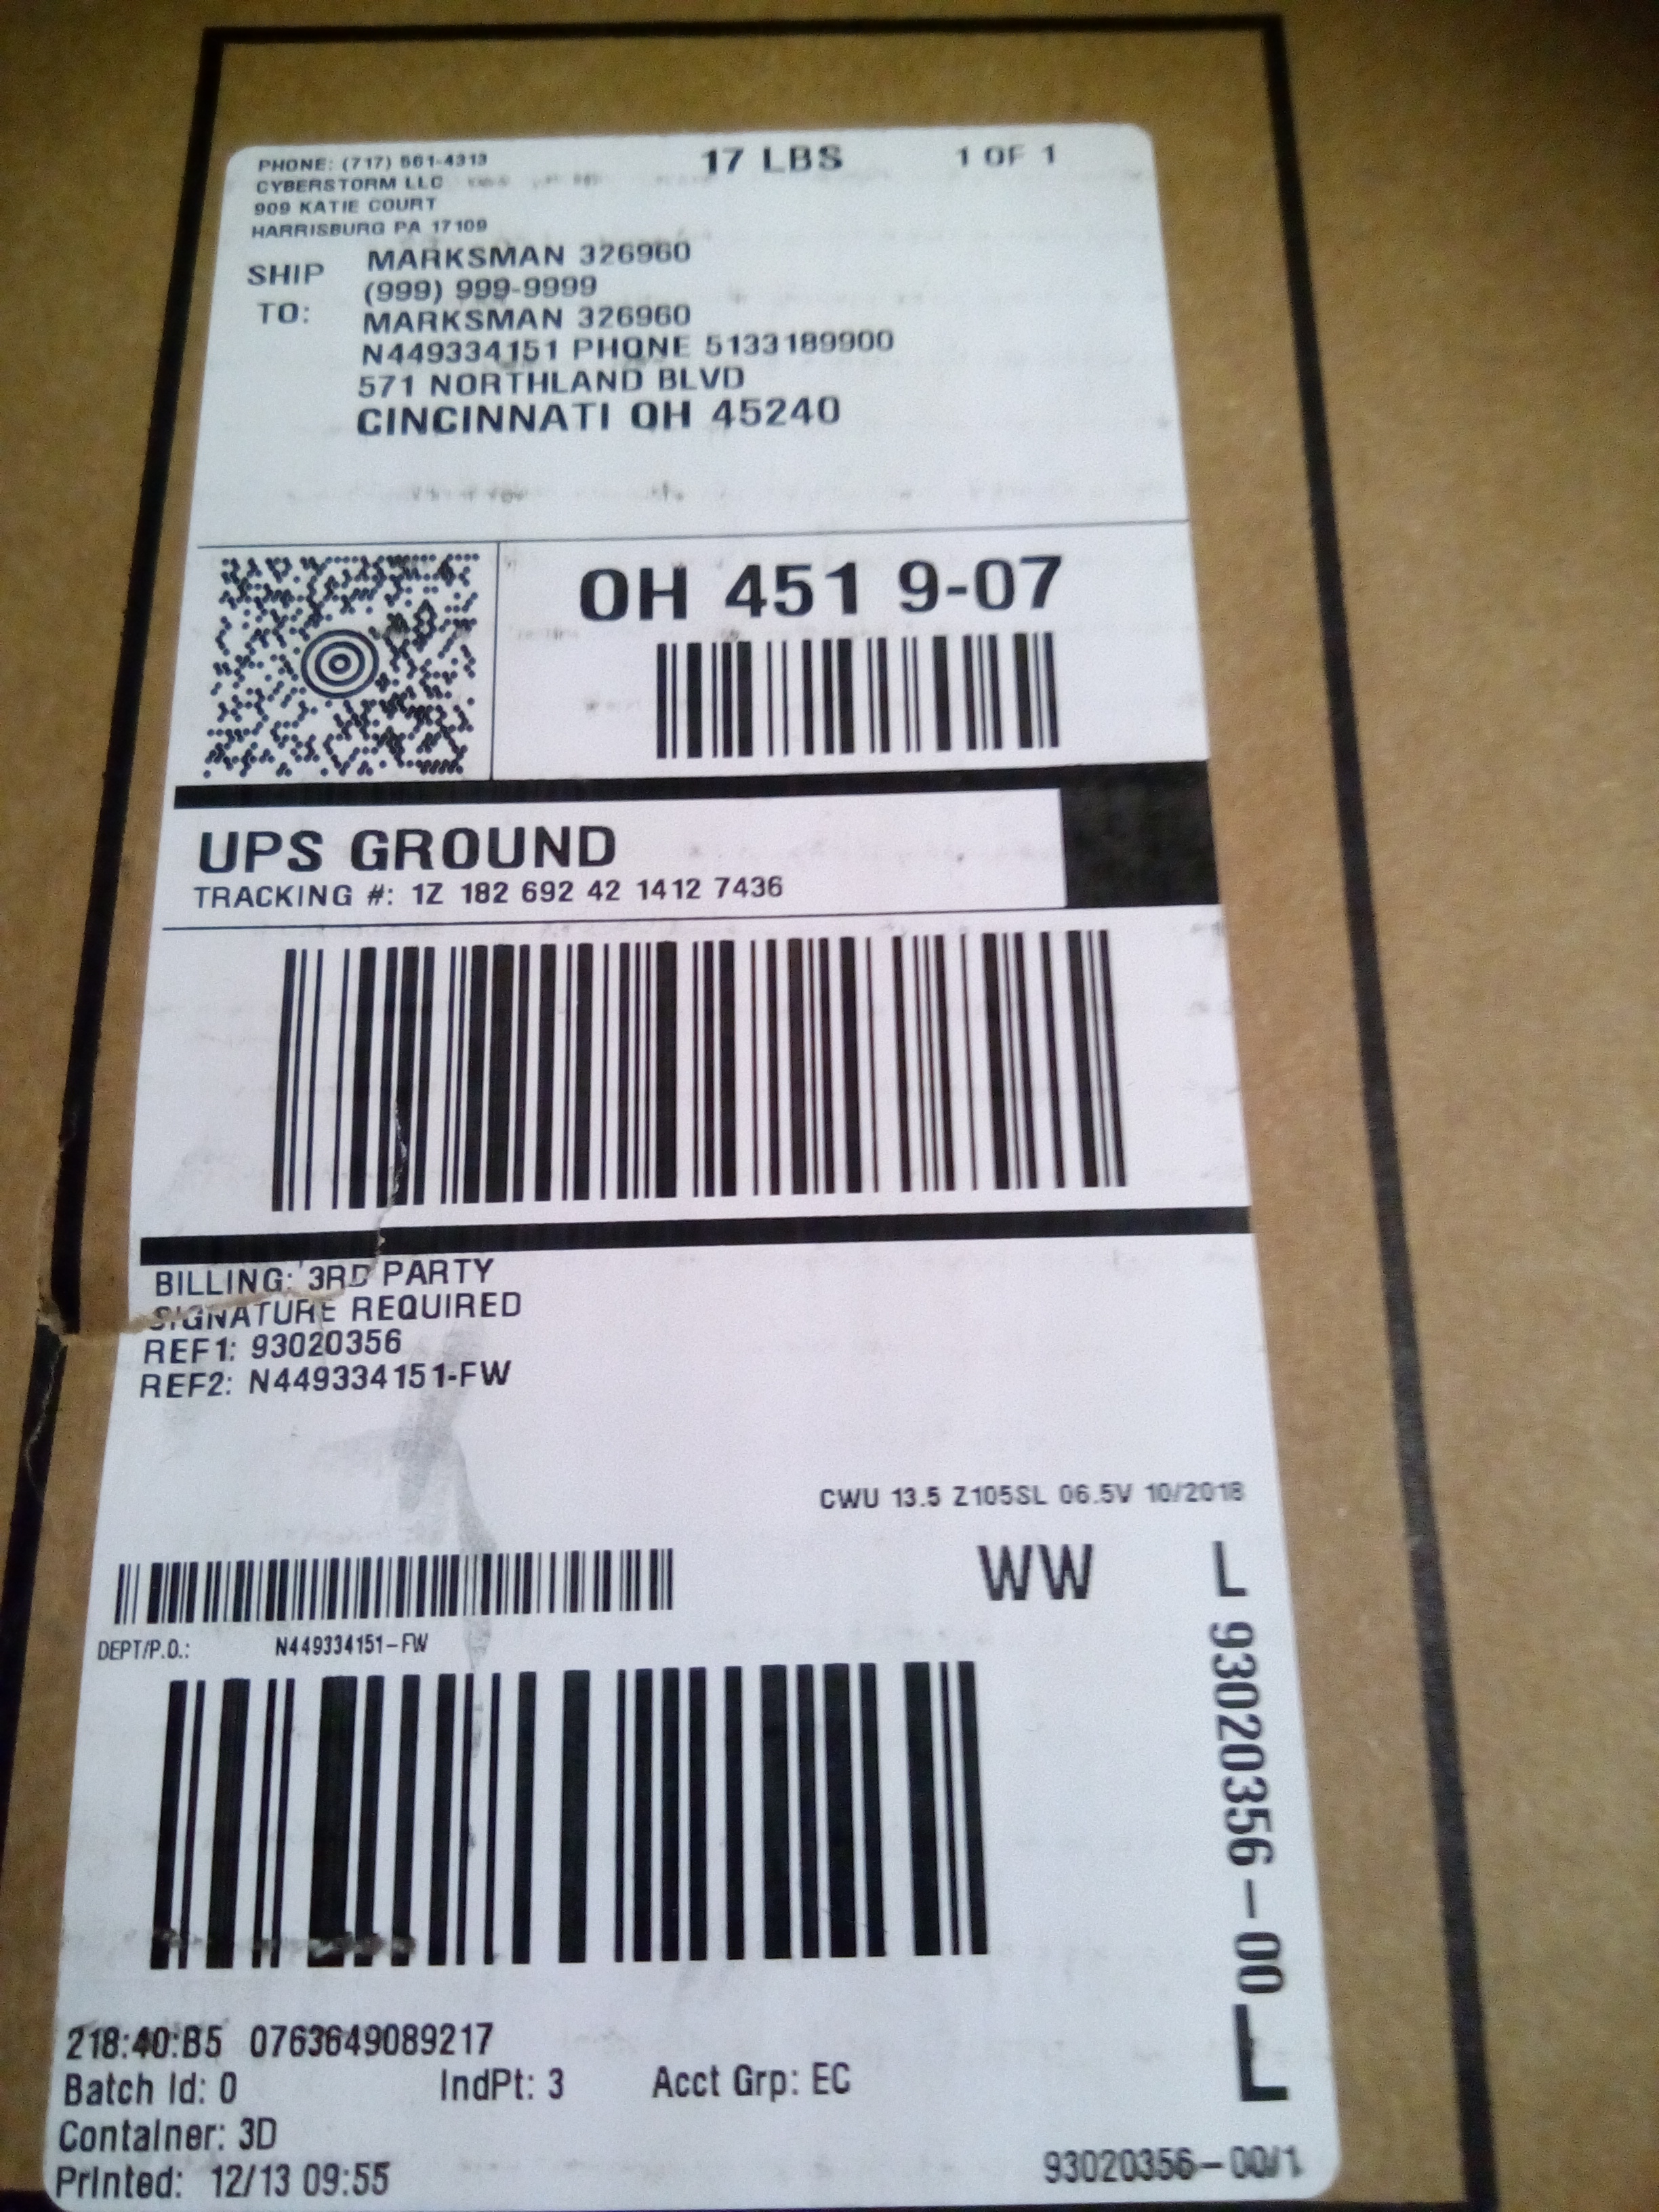 PHONE: (717) 561-4313
CYBERSTORM LLC
909 KATIE COURT
HARRISBURG PA 17109
17 LBS 1 OF 1
SHIP TO:
MARKSMAN 326960
(999) 999-9999
MARKSMAN 326960
N449334151 PHONE 5133189900
571 NORTHLAND BLVD
CINCINNATI OH 45240
OH 451 9-07
UPS GROUND
TRACKING #: 1Z 182 692 42 1412 7436
BILLING: 3RD PARTY
SIGNATURE REQUIRED
REF1: 93020356
REF2: N449334151-FW
CWU 13.5 Z105SL 06.5V 10/2018
WW L
DEPT/P.O.: N449334151-FW
93020356-00
L
218:40:B5 0763649089217
Batch Id: 0 IndPt: 3 Acct Grp: EC
Container: 3D
Printed: 12/13 09:55
93020356-00/1